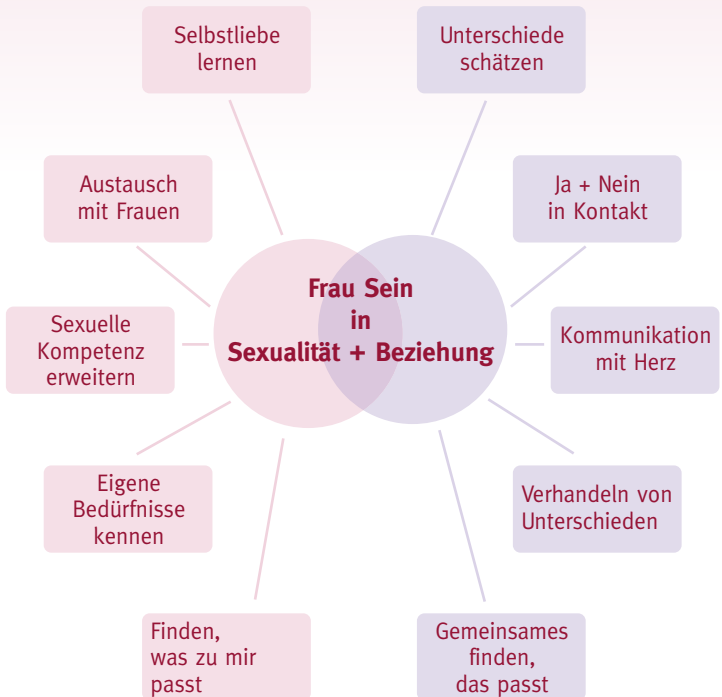 Selbstliebe
lernen
Unterschiede
schätzen
Austausch
mit Frauen
Ja + Nein
in Kontakt
Frau Sein
in
Sexualität + Beziehung
Sexuelle
Kompetenz
erweitern
Kommunikation
mit Herz
Eigene
Bedürfnisse
kennen
Verhandeln von
Unterschieden
Finden,
was zu mir
passt
Gemeinsames
finden,
das passt